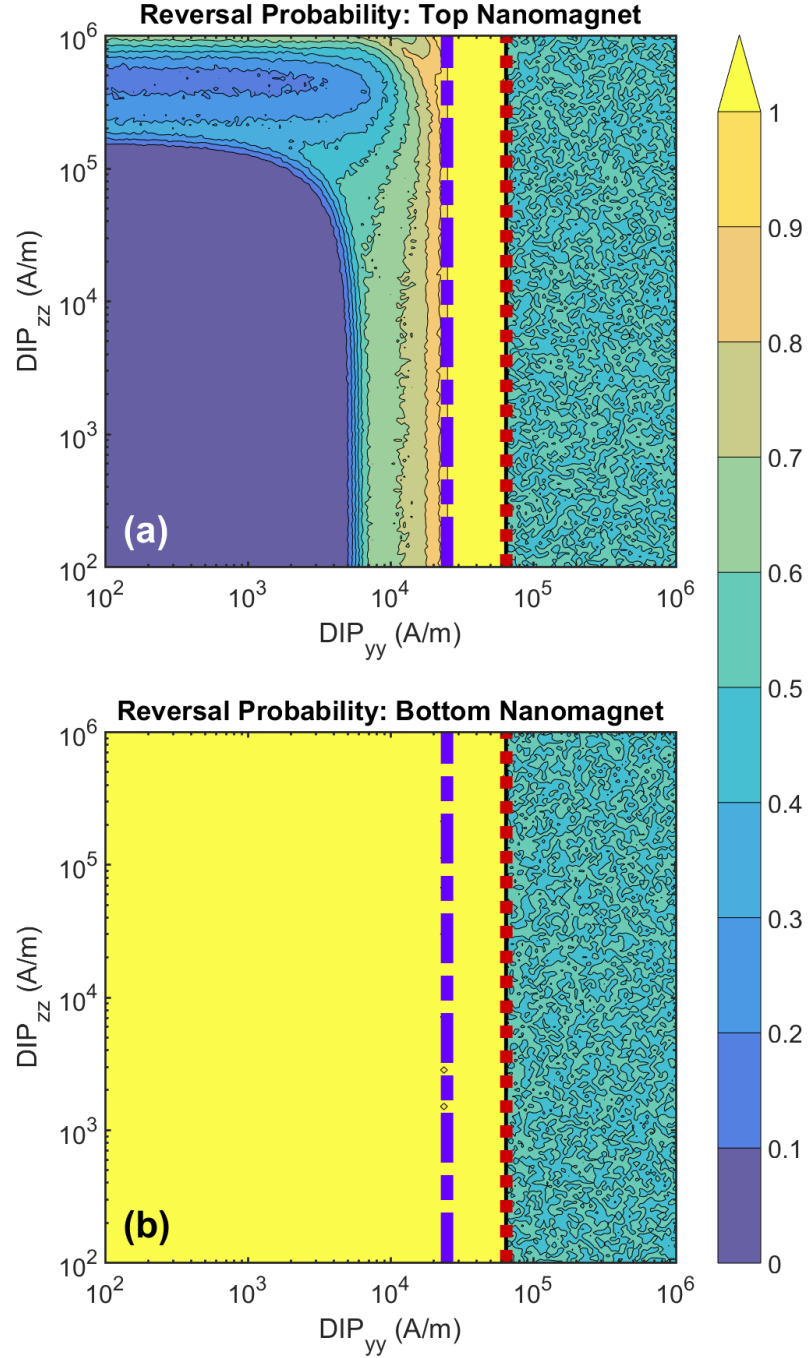 Reversal Probability: Top Nanomagnet
10^6
10^5
10^4
10^3
10^2
DIP_zz (A/m)
(a)
10^2 10^3 10^4 10^5 10^6
DIP_yy (A/m)
1
0.9
0.8
0.7
0.6
0.5
0.4
0.3
0.2
0.1
0
Reversal Probability: Bottom Nanomagnet
10^6
10^5
10^4
10^3
10^2
DIP_zz (A/m)
(b)
10^2 10^3 10^4 10^5 10^6
DIP_yy (A/m)